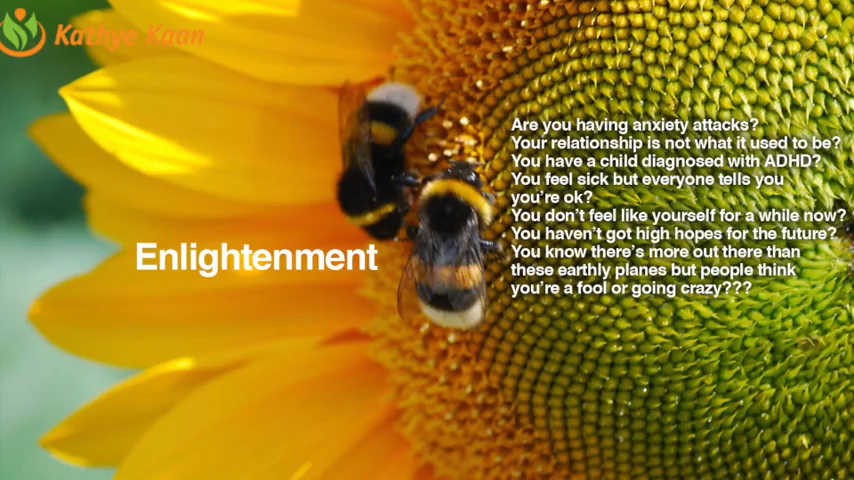 Kathye Kaan
Are you having anxiety attacks?
Your relationship is not what it used to be?
You have a child diagnosed with ADHD?
You feel sick but everyone tells you
you're ok?
You don't feel like yourself for a while now?
You haven't got high hopes for the future?
You know there's more out there than
these earthly planes but people think
you're a fool or going crazy???
Enlightenment